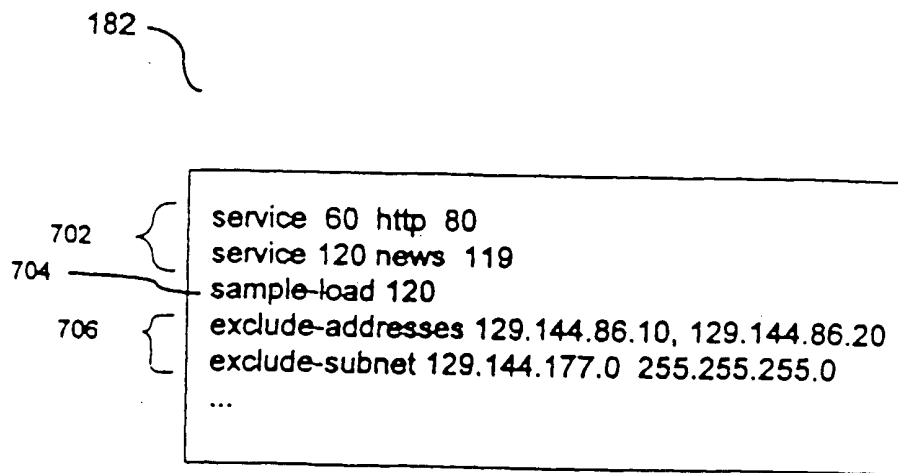 182
702
service 60 http 80
service 120 news 119
704
sample-load 120
706
exclude-addresses 129.144.86.10, 129.144.86.20
exclude-subnet 129.144.177.0 255.255.255.0
...